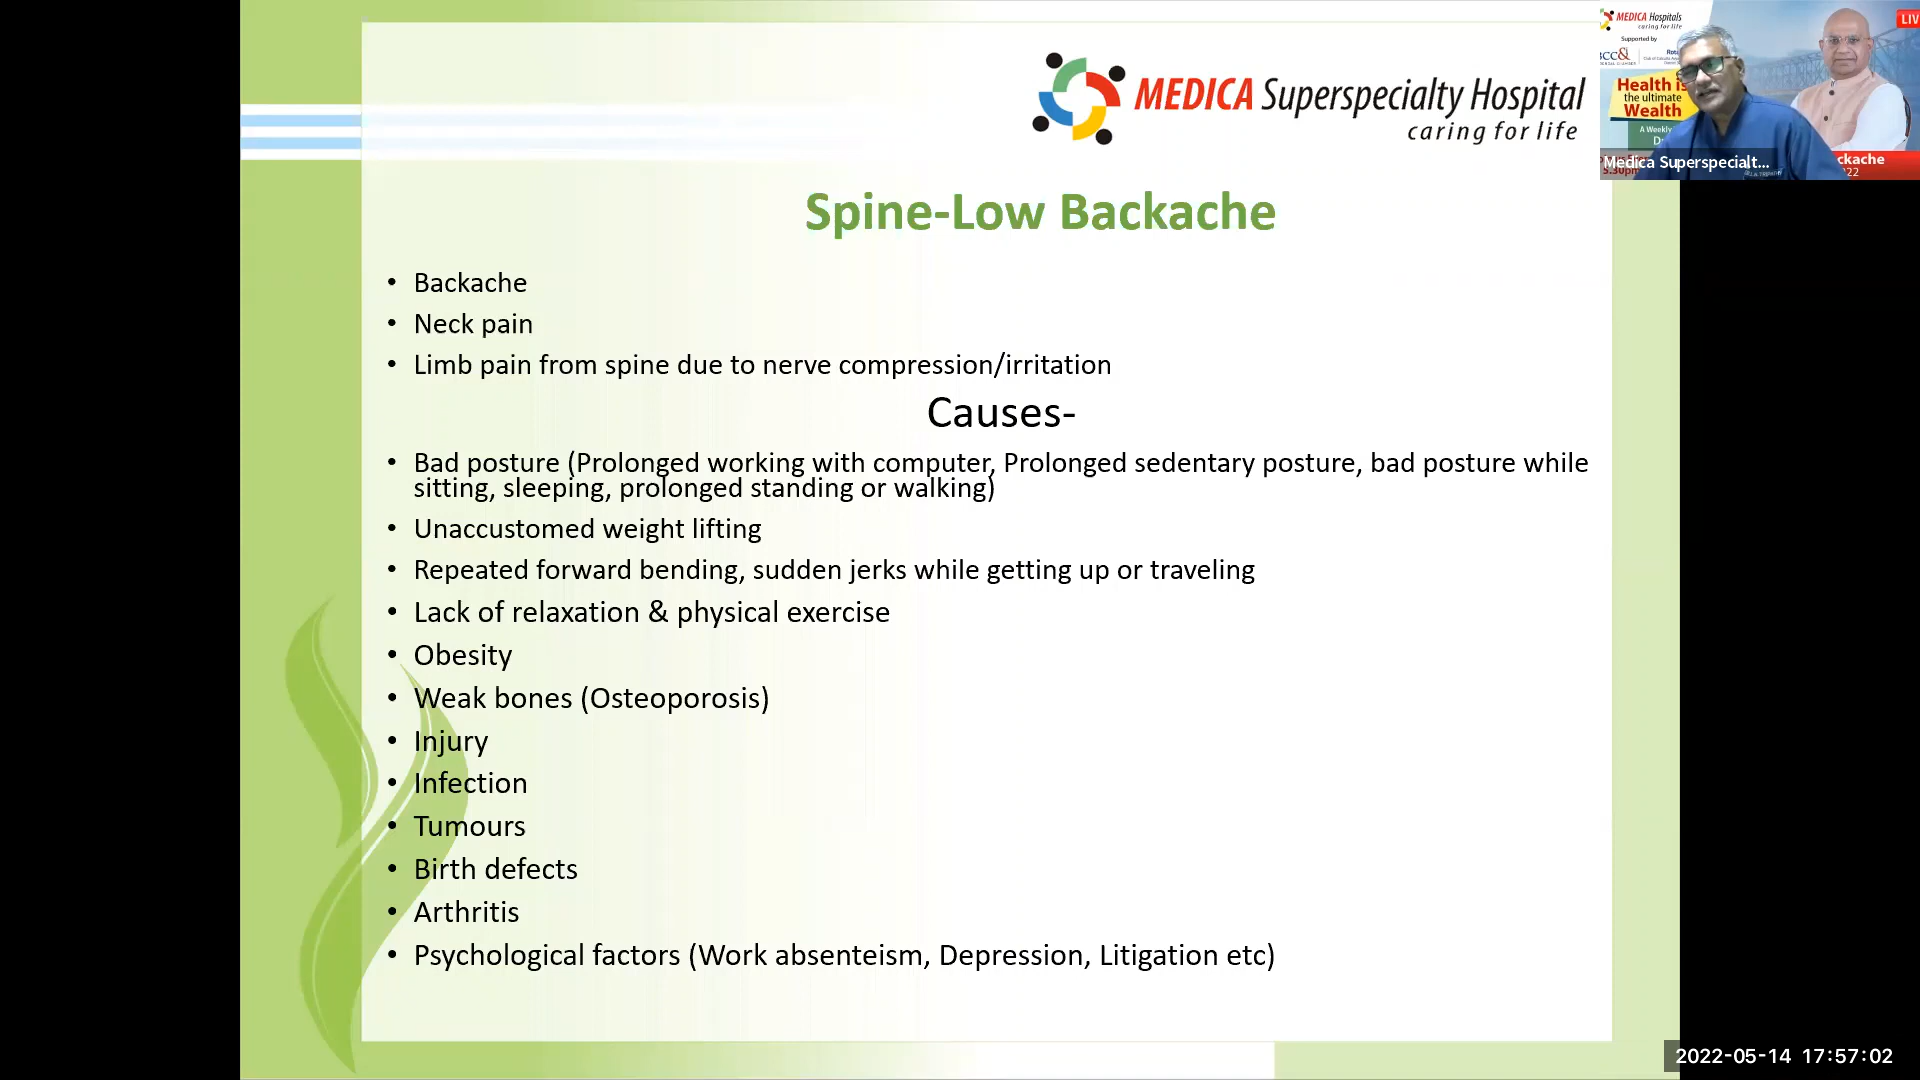 MEDICA Superspecialty Hospital
caring for life
Spine-Low Backache
• Backache
• Neck pain
• Limb pain from spine due to nerve compression/irritation
Causes-
• Bad posture (Prolonged working with computer, Prolonged sedentary posture, bad posture while
sitting, sleeping, prolonged standing or walking)
• Unaccustomed weight lifting
• Repeated forward bending, sudden jerks while getting up or traveling
• Lack of relaxation & physical exercise
• Obesity
• Weak bones (Osteoporosis)
• Injury
• Infection
• Tumours
• Birth defects
• Arthritis
• Psychological factors (Work absenteism, Depression, Litigation etc)
MEDICA Hospitals
caring for life
Supported by
LIV
Health is
the ultimate
Wealth
A Weekly
Medica Superspecialt...
ckache
22
5.30pm
2022-05-14 17:57:02